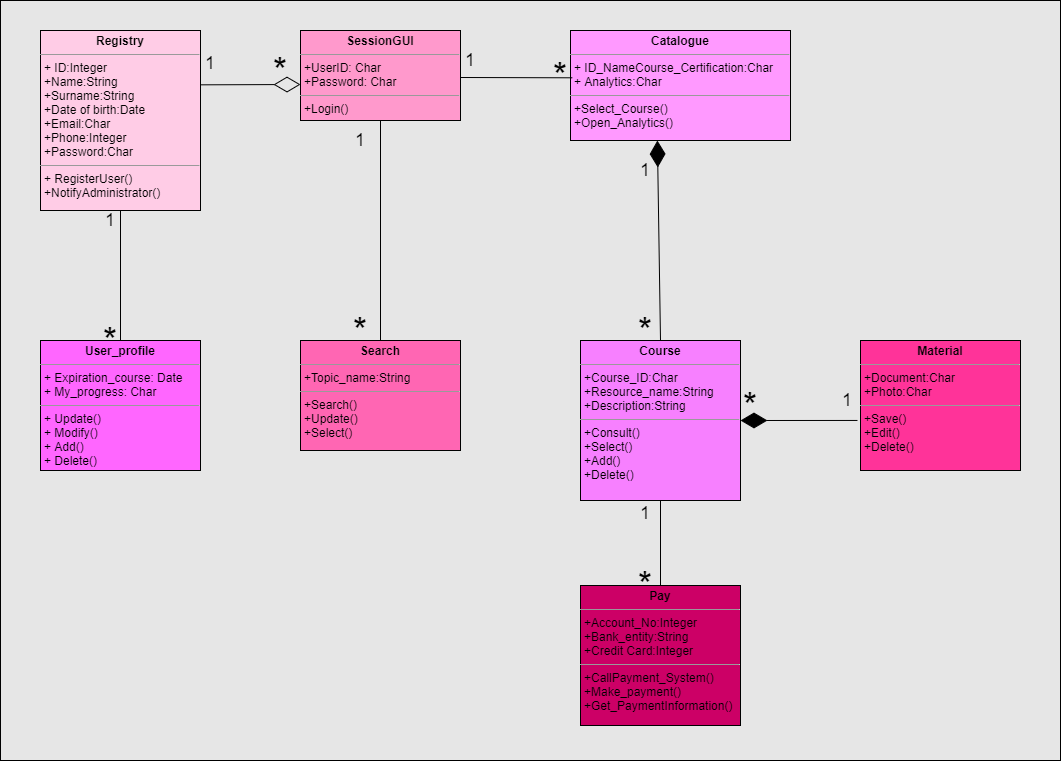 Registry
+ ID:Integer
+Name:String
+Surname:String
+Date of birth:Date
+Email:Char
+Phone:Integer
+Password:Char
+ RegisterUser()
+NotifyAdministrator()
1
*
SessionGUI
+UserID: Char
+Password: Char
+Login()
1
*
Catalogue
+ ID_NameCourse_Certification:Char
+ Analytics:Char
+Select_Course()
+Open_Analytics()
1
*
User_profile
+ Expiration_course: Date
+ My_progress: Char
+ Update()
+ Modify()
+ Add()
+ Delete()
1
*
Search
+Topic_name:String
+Search()
+Update()
+Select()
1
*
Course
+Course_ID:Char
+Resource_name:String
+Description:String
+Consult()
+Select()
+Add()
+Delete()
*
1
Material
+Document:Char
+Photo:Char
+Save()
+Edit()
+Delete()
1
*
Pay
+Account_No:Integer
+Bank_entity:String
+Credit Card:Integer
+CallPayment_System()
+Make_payment()
+Get_PaymentInformation()